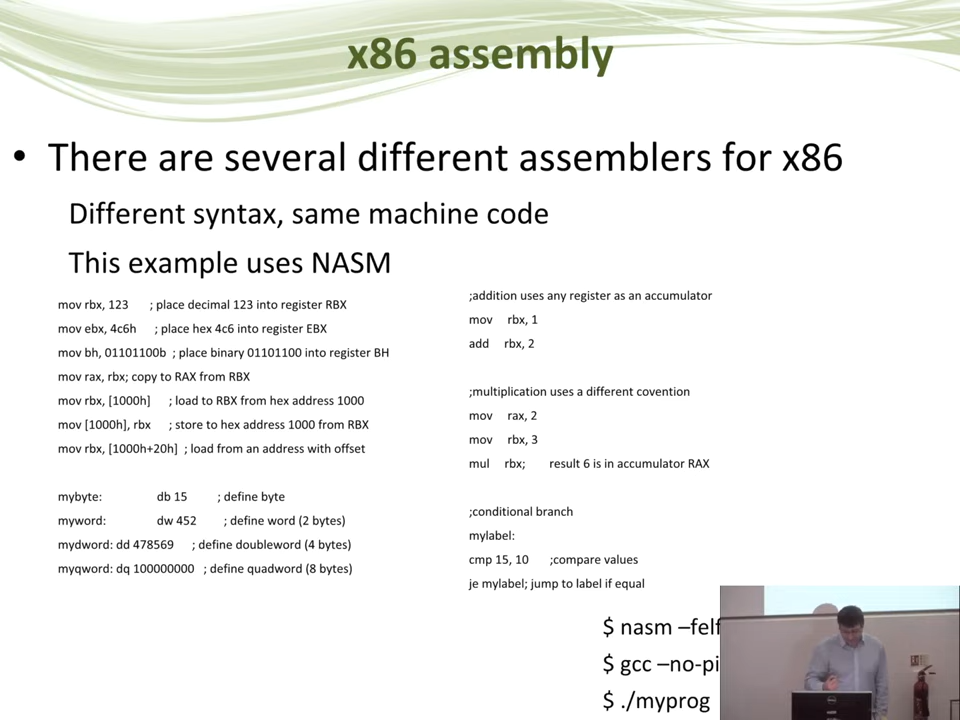 x86 assembly
• There are several different assemblers for x86
Different syntax, same machine code
This example uses NASM
mov rbx, 123 ; place decimal 123 into register RBX
mov ebx, 4c6h ; place hex 4c6 into register EBX
mov bh, 01101100b ; place binary 01101100 into register BH
mov rax, rbx; copy to RAX from RBX
mov rbx, [1000h] ; load to RBX from hex address 1000
mov [1000h], rbx ; store to hex address 1000 from RBX
mov rbx, [1000h+20h] ; load from an address with offset
mybyte: db 15 ; define byte
myword: dw 452 ; define word (2 bytes)
mydword: dd 478569 ; define doubleword (4 bytes)
myqword: dq 100000000 ; define quadword (8 bytes)
;addition uses any register as an accumulator
mov rbx, 1
add rbx, 2
;multiplication uses a different covention
mov rax, 2
mov rbx, 3
mul rbx; result 6 is in accumulator RAX
;conditional branch
mylabel:
cmp 15, 10 ;compare values
je mylabel; jump to label if equal
$ nasm –felf
$ gcc –no-pi
$ ./myprog